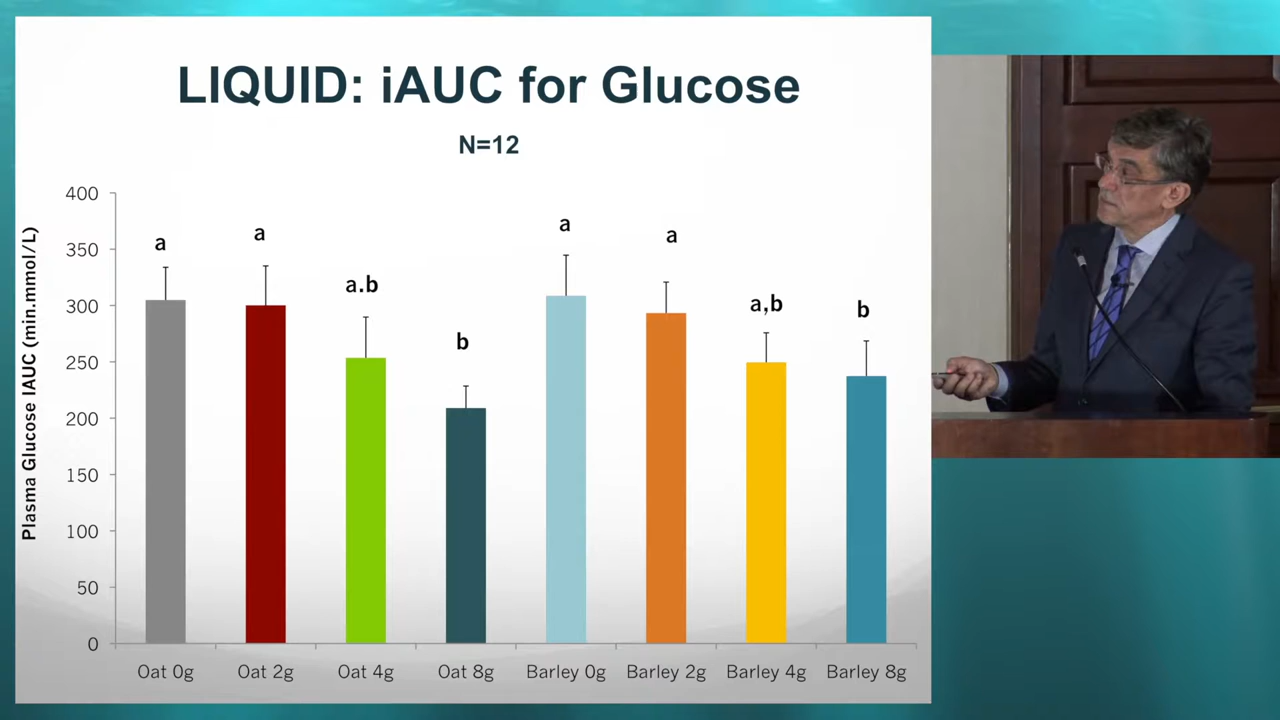 LIQUID: iAUC for Glucose
N=12
Plasma Glucose IAUC (min.mmol/L)
400
350
300
250
200
150
100
50
0
a
a
a.b
b
a
a
a,b
b
Oat 0g
Oat 2g
Oat 4g
Oat 8g
Barley 0g
Barley 2g
Barley 4g
Barley 8g